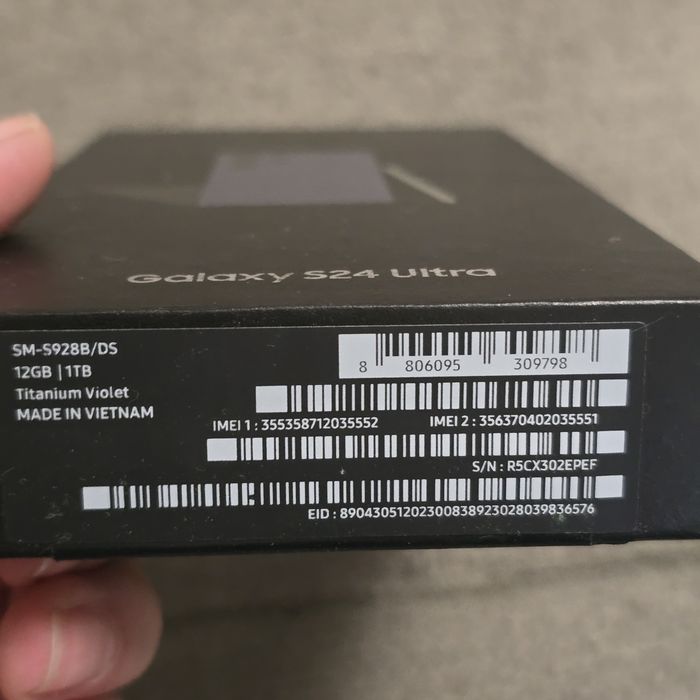 Galaxy S24 Ultra
SM-S928B/DS
12GB | 1TB
Titanium Violet
MADE IN VIETNAM
8 806095 309798
IMEI 1 : 355358712035552 IMEI 2 : 356370402035551
S/N : R5CX302EPEF
EID : 89043051202300838923028039836576